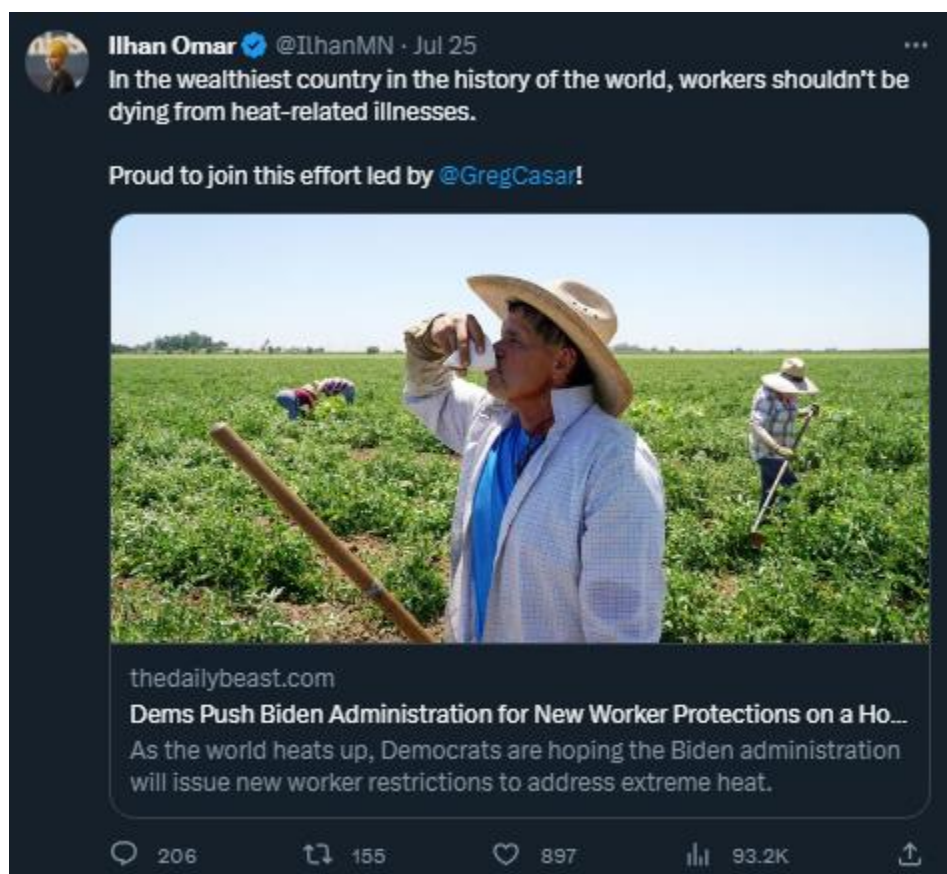 Ilhan Omar @IlhanMN · Jul 25
In the wealthiest country in the history of the world, workers shouldn't be
dying from heat-related illnesses.
Proud to join this effort led by @GregCasar!
thedailybeast.com
Dems Push Biden Administration for New Worker Protections on a Ho...
As the world heats up, Democrats are hoping the Biden administration
will issue new worker restrictions to address extreme heat.
206 155 897 93.2K